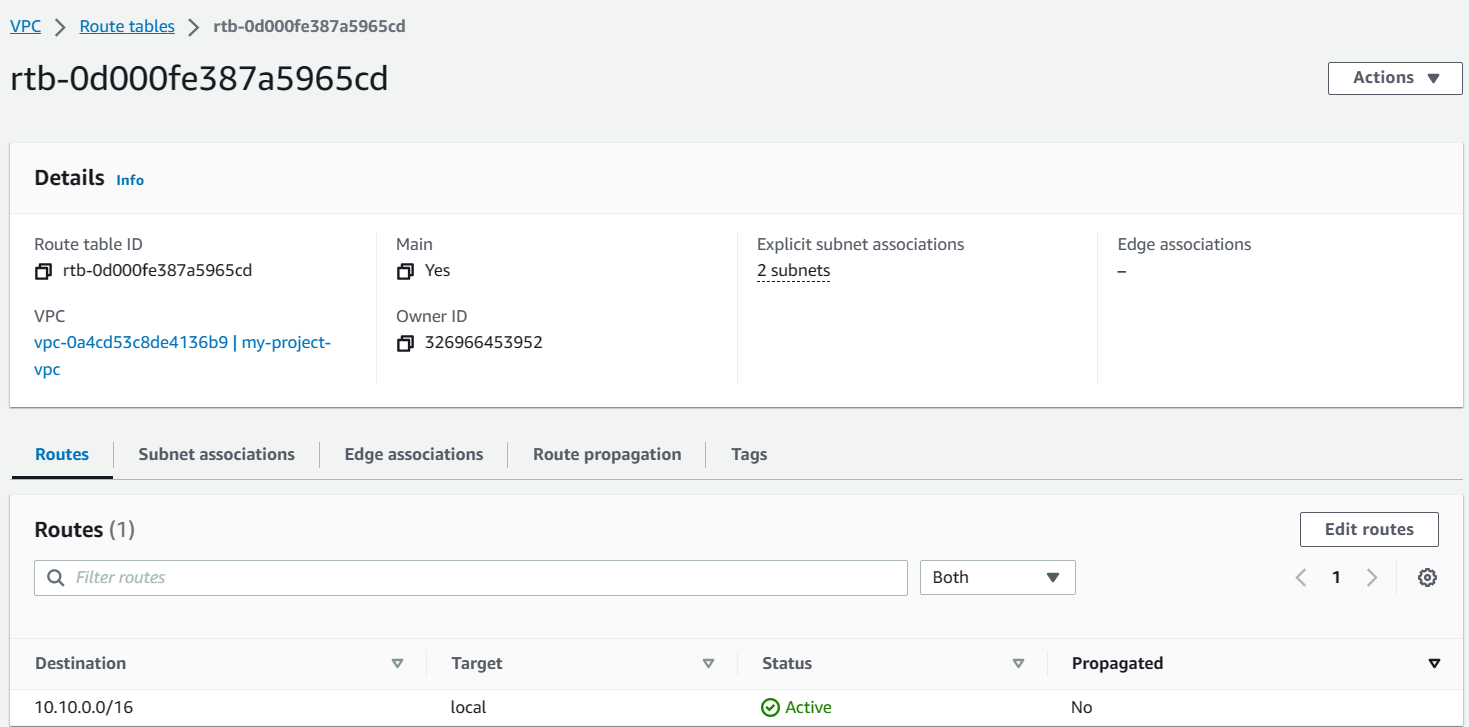 VPC > Route tables > rtb-0d000fe387a5965cd
rtb-0d000fe387a5965cd
Actions
Details Info
Route table ID
rtb-0d000fe387a5965cd
VPC
vpc-0a4cd53c8de4136b9 | my-project-
vpc
Main
Yes
Owner ID
326966453952
Explicit subnet associations
2 subnets
Edge associations
–
Routes Subnet associations Edge associations Route propagation Tags
Routes (1)
Edit routes
Filter routes
Both
1
Destination Target Status Propagated
10.10.0.0/16 local Active No